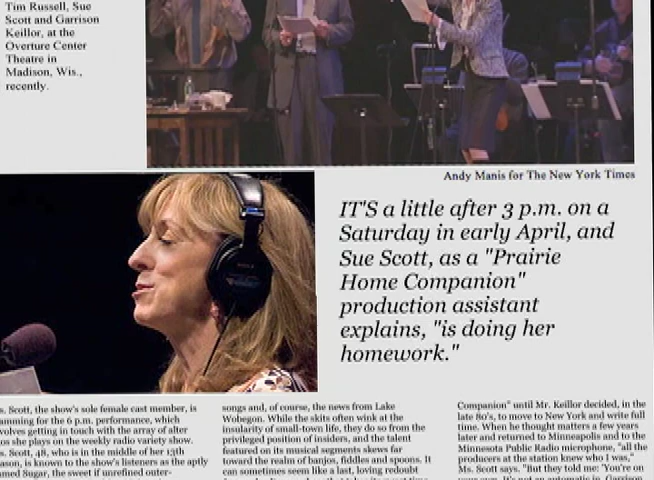 Tim Russell, Sue
Scott and Garrison
Keillor, at the
Overture Center
Theatre in
Madison, Wis.,
recently.
Andy Manis for The New York Times
IT'S a little after 3 p.m. on a
Saturday in early April, and
Sue Scott, as a "Prairie
Home Companion"
production assistant
explains, "is doing her
homework."
s. Scott, the show's sole female cast member, is
amming for the 6 p.m. performance, which
volves getting in touch with the array of alter
os she plays on the weekly radio variety show.
s. Scott, 48, who is in the middle of her 13th
ason, is known to the show's listeners as the aptly
med Sugar, the sweet if unrefined outer-
songs and, of course, the news from Lake
Wobegon. While the skits often wink at the
insularity of small-town life, they do so from the
privileged position of insiders, and the talent
featured on its musical segments skews far
toward the realm of banjos, fiddles and spoons. It
can sometimes seem like a last, loving redoubt
Companion" until Mr. Keillor decided, in the
late 80's, to move to New York and write full
time. When he thought matters a few years
later and returned to Minneapolis and to the
Minnesota Public Radio microphone, "all the
producers at the station knew who I was,"
Ms. Scott says. "But they told me: 'You're on
your own. It's not an automatic in. Garrison